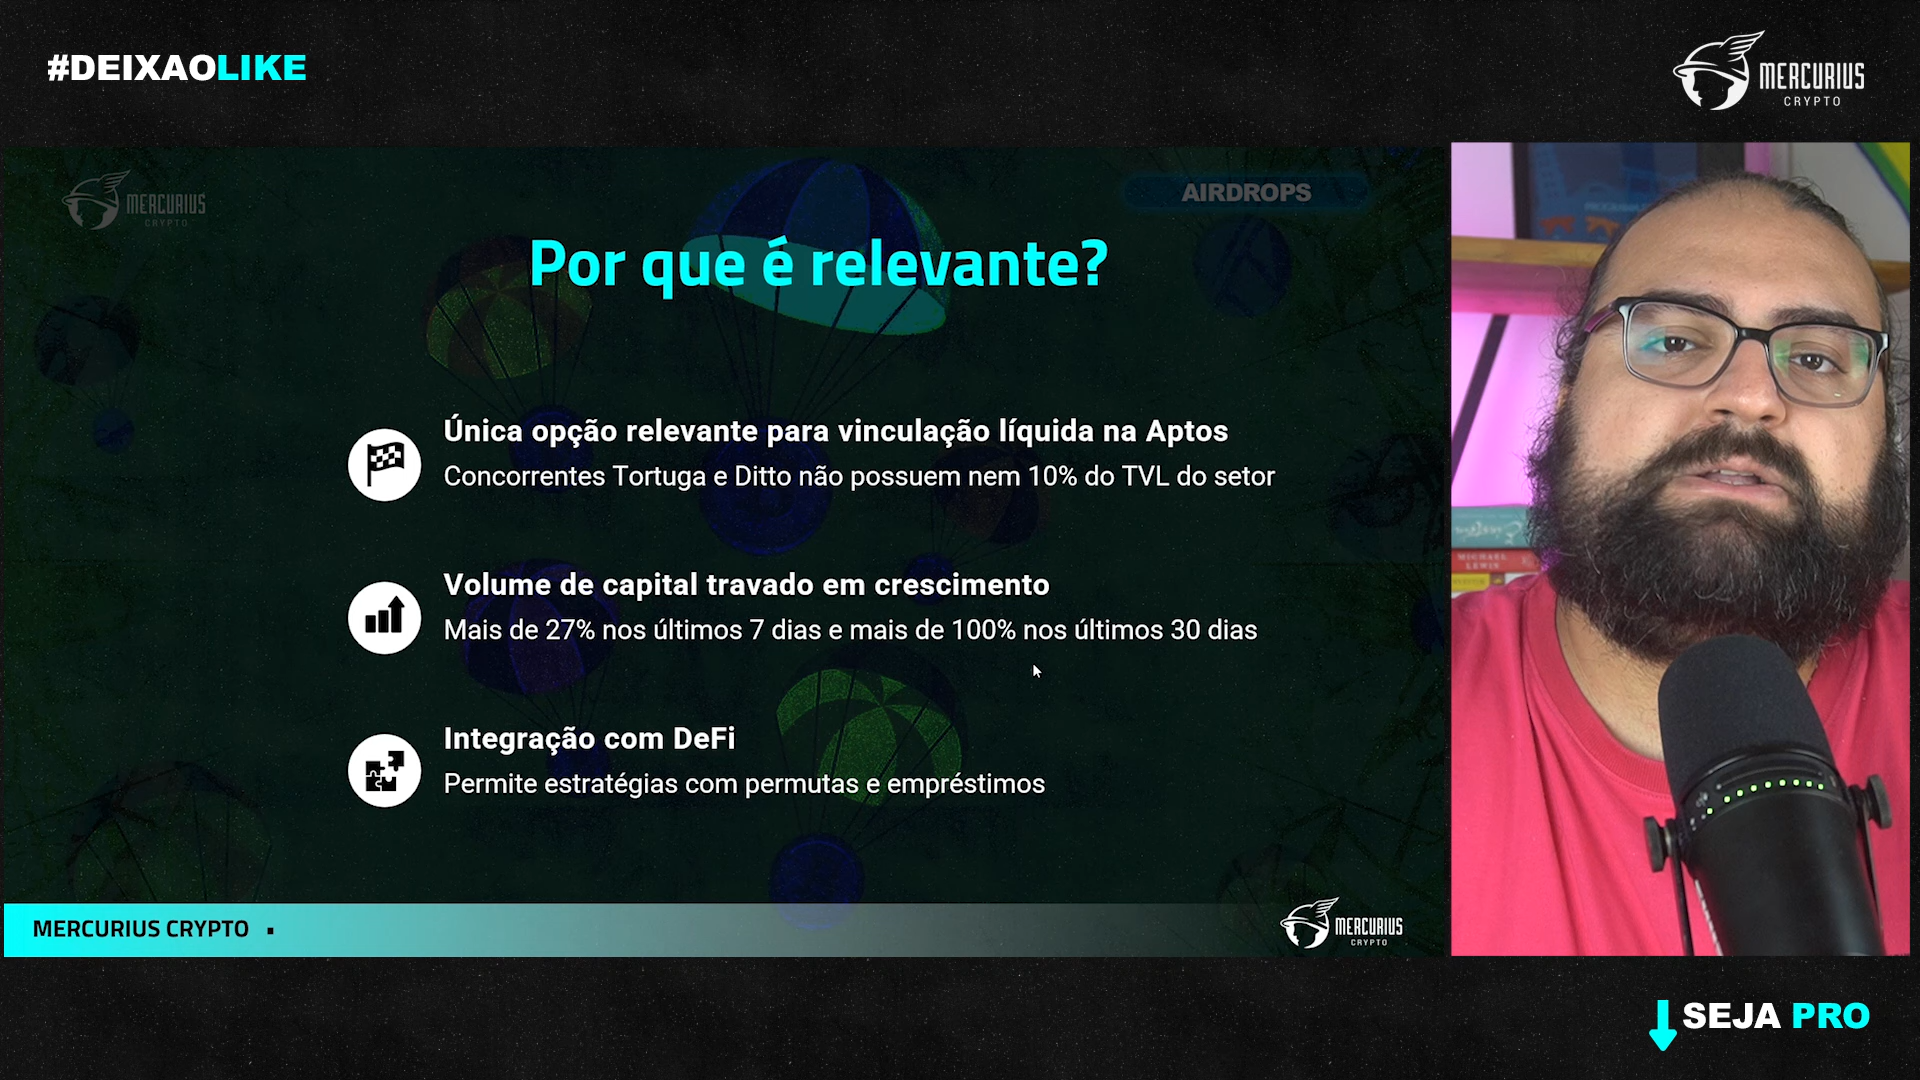 #DEIXAOLIKE
MERCURIUS
CRYPTO
MERCURIUS
CRYPTO
AIRDROPS
Por que é relevante?
Única opção relevante para vinculação líquida na Aptos
Concorrentes Tortuga e Ditto não possuem nem 10% do TVL do setor
Volume de capital travado em crescimento
Mais de 27% nos últimos 7 dias e mais de 100% nos últimos 30 dias
Integração com DeFi
Permite estratégias com permutas e empréstimos
MICHAEL
LEWIS
MERCURIUS CRYPTO
MERCURIUS
CRYPTO
SEJA PRO